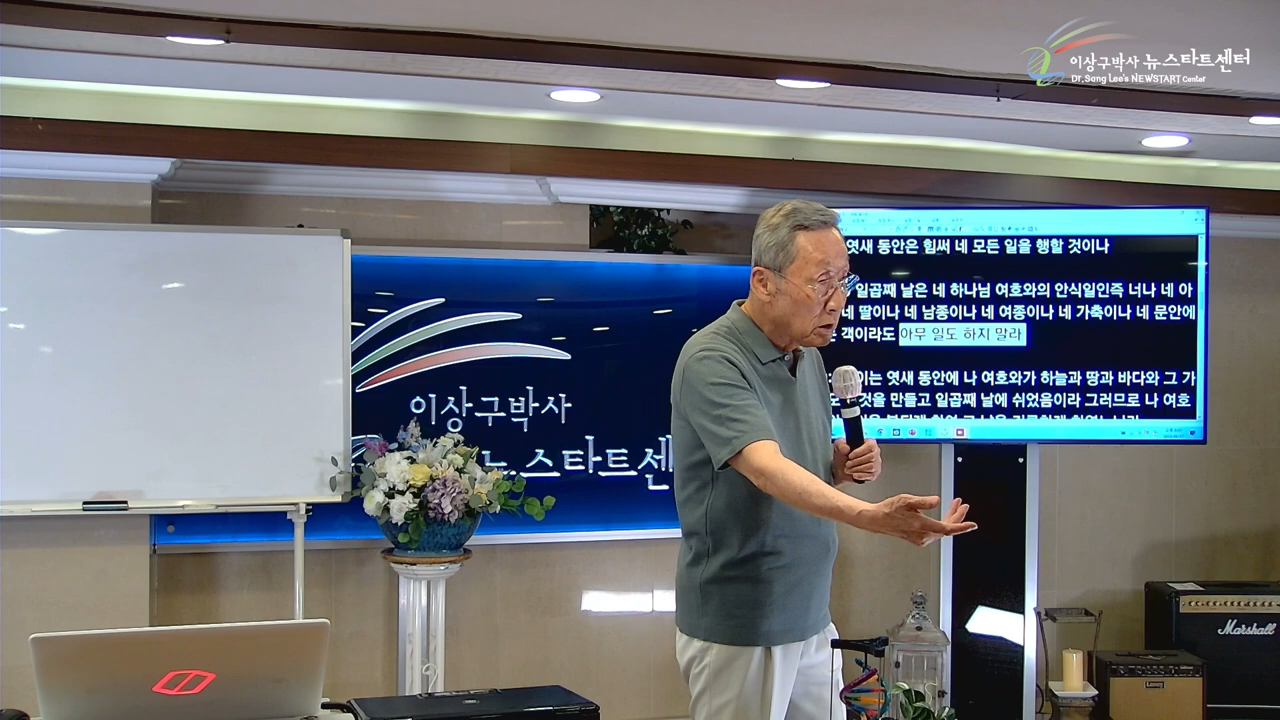 이상구박사 뉴스타트센터
Dr. Sang Lee's NEWSTART Center
엿새 동안은 힘써 네 모든 일을 행할 것이나
일곱째 날은 네 하나님 여호와의 안식일인즉 너나 네 아
네 딸이나 네 남종이나 네 여종이나 네 가축이나 네 문안에
객이라도 아무 일도 하지 말라
이는 엿새 동안에 나 여호와가 하늘과 땅과 바다와 그 가
것을 만들고 일곱째 날에 쉬었음이라 그러므로 나 여호
이상구박사
뉴스타트센
Marshall
Laney